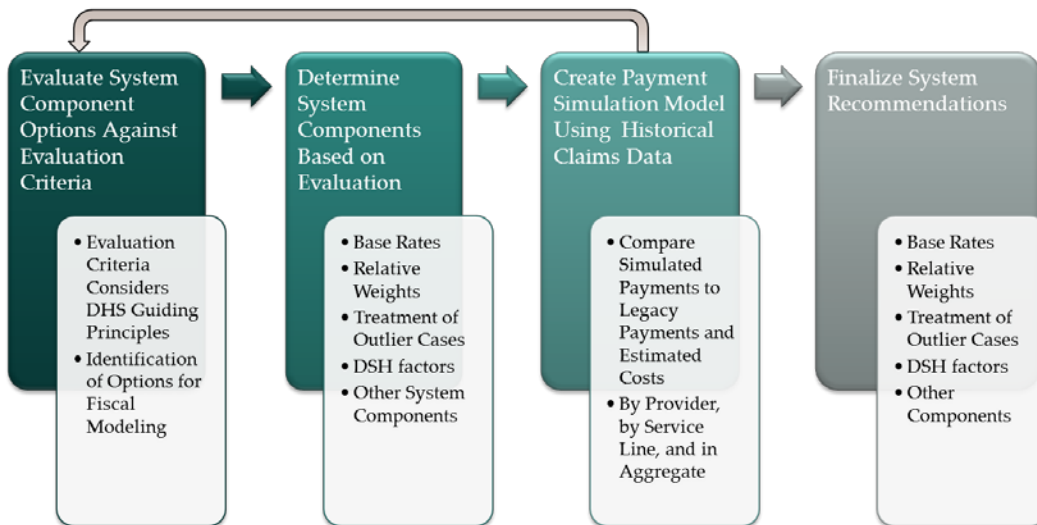 Evaluate System
Component
Options Against
Evaluation
Criteria
• Evaluation
Criteria
Considers
DHS Guiding
Principles
• Identification
of Options for
Fiscal
Modeling
Determine
System
Components
Based on
Evaluation
• Base Rates
• Relative
Weights
• Treatment of
Outlier Cases
• DSH factors
• Other System
Components
Create Payment
Simulation Model
Using Historical
Claims Data
• Compare
Simulated
Payments to
Legacy
Payments and
Estimated
Costs
• By Provider,
by Service
Line, and in
Aggregate
Finalize System
Recommendations
• Base Rates
• Relative
Weights
• Treatment of
Outlier Cases
• DSH factors
• Other
Components